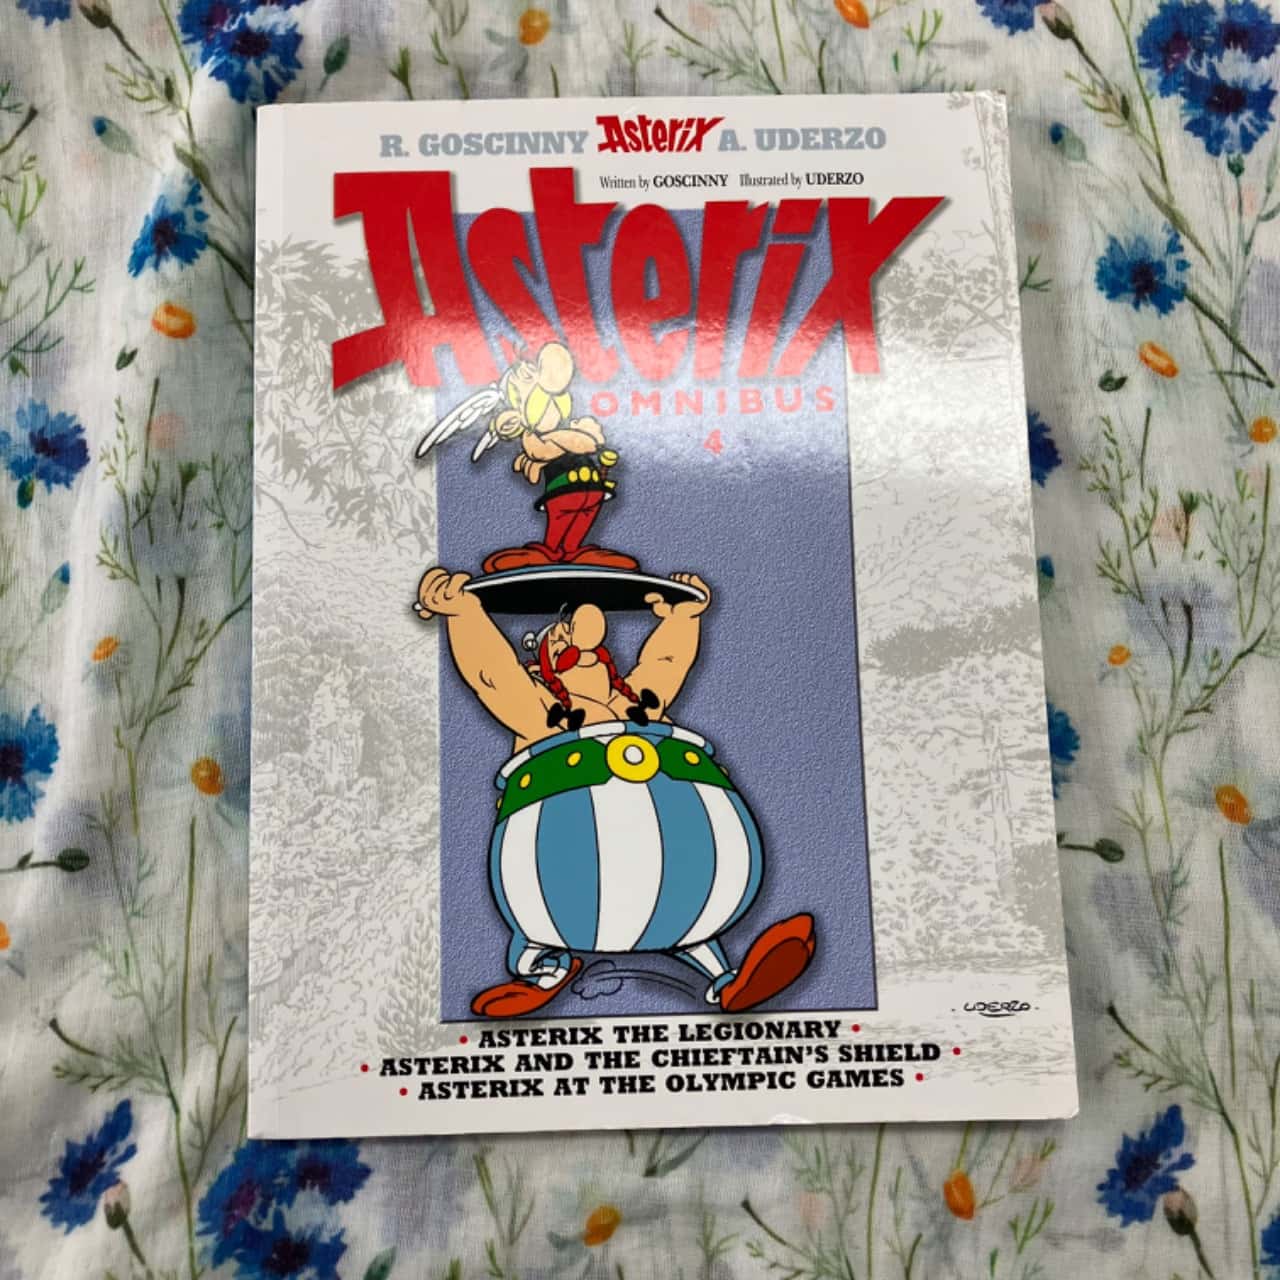 R. GOSCINNY Asterix A. UDERZO
Written by GOSCINNY Illustrated by UDERZO
Asterix
OMNIBUS
4
UDERZO
• ASTERIX THE LEGIONARY •
• ASTERIX AND THE CHIEFTAIN'S SHIELD •
• ASTERIX AT THE OLYMPIC GAMES •